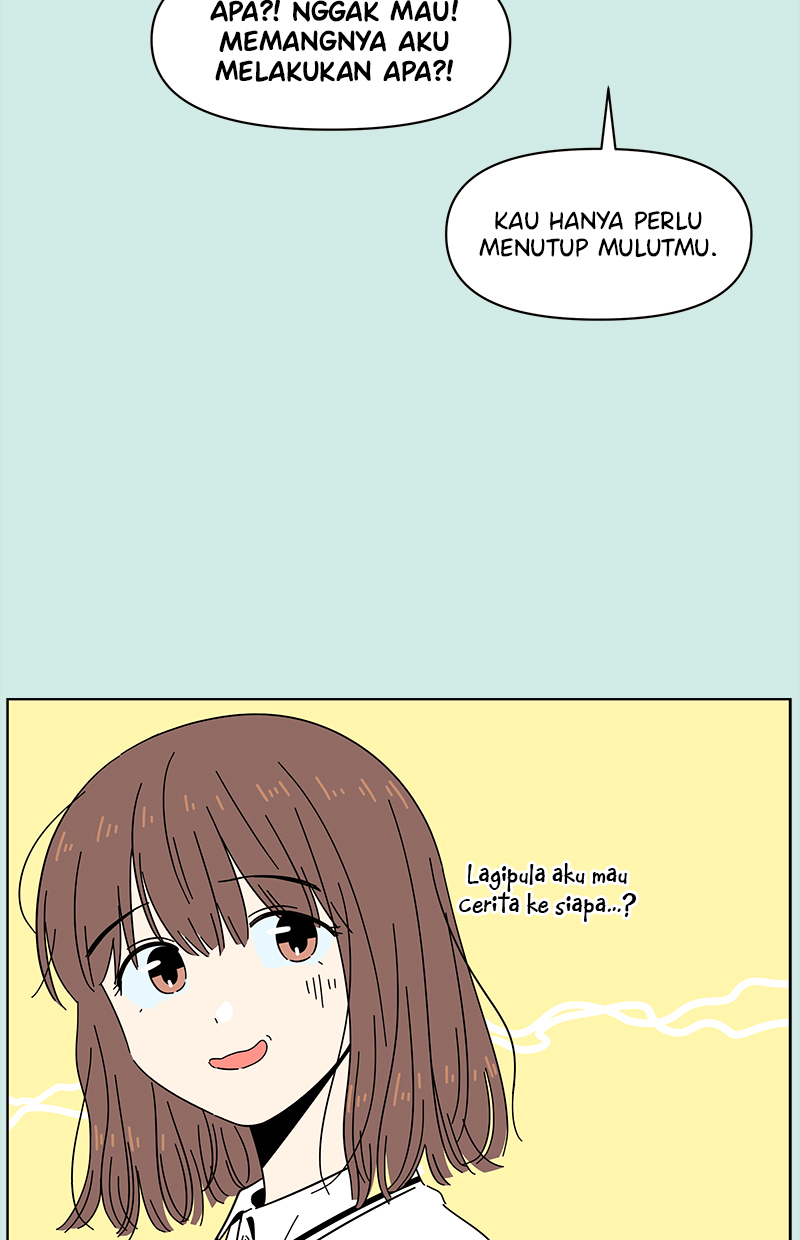 APA?! NGGAK MAU!
MEMANGNYA AKU
MELAKUKAN APA?!
KAU HANYA PERLU
MENUTUP MULUTMU.
Lagipula aku mau
cerita ke siapa...?